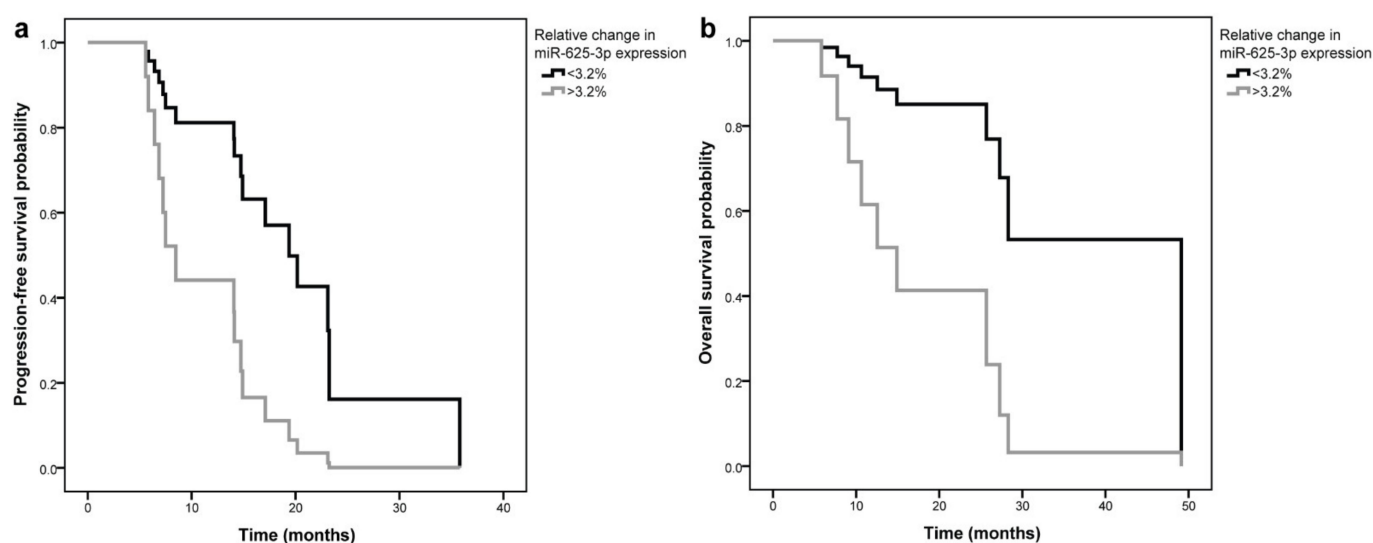 a
Relative change in
miR-625-3p expression
<3.2%
>3.2%
Progression-free survival probability
1.0
0.8
0.6
0.4
0.2
0.0
0
10
20
30
40
Time (months)
b
Relative change in
miR-625-3p expression
<3.2%
>3.2%
Overall survival probability
1.0
0.8
0.6
0.4
0.2
0.0
0
10
20
30
40
50
Time (months)